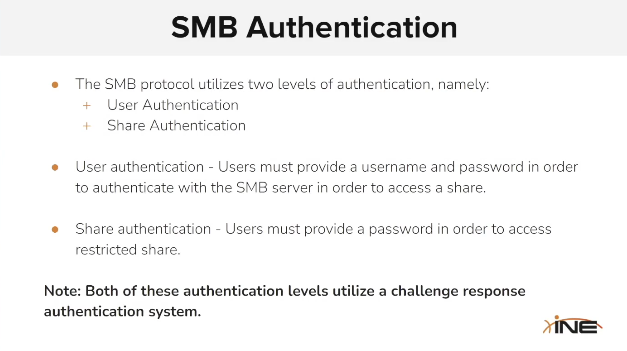 SMB Authentication
● The SMB protocol utilizes two levels of authentication, namely:
+ User Authentication
+ Share Authentication
● User authentication - Users must provide a username and password in order
to authenticate with the SMB server in order to access a share.
● Share authentication - Users must provide a password in order to access
restricted share.
Note: Both of these authentication levels utilize a challenge response
authentication system.
INE